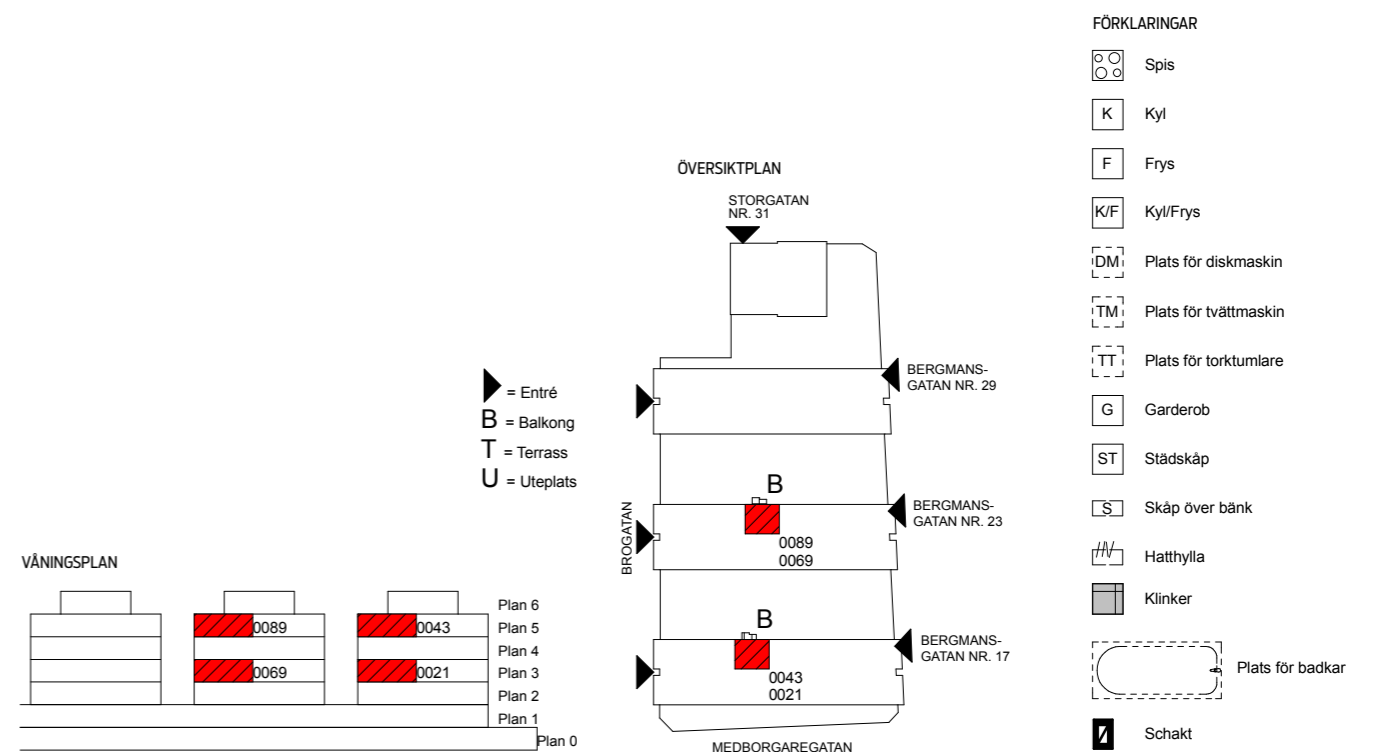 FÖRKLARINGAR
Spis
K Kyl
F Frys
K/F Kyl/Frys
DM Plats för diskmaskin
TM Plats för tvättmaskin
TT Plats för torktumlare
G Garderob
ST Städskåp
S Skåp över bänk
Hatthylla
Klinker
Plats för badkar
Schakt
ÖVERSIKTPLAN
STORGATAN
NR. 31
= Entré
B = Balkong
T = Terrass
U = Uteplats
BERGMANS-
GATAN NR. 29
B
BERGMANS-
GATAN NR. 23
BROGATAN
0089
0069
B
BERGMANS-
GATAN NR. 17
0043
0021
MEDBORGAREGATAN
VÅNINGSPLAN
Plan 6
0089 0043 Plan 5
Plan 4
0069 0021 Plan 3
Plan 2
Plan 1
Plan 0